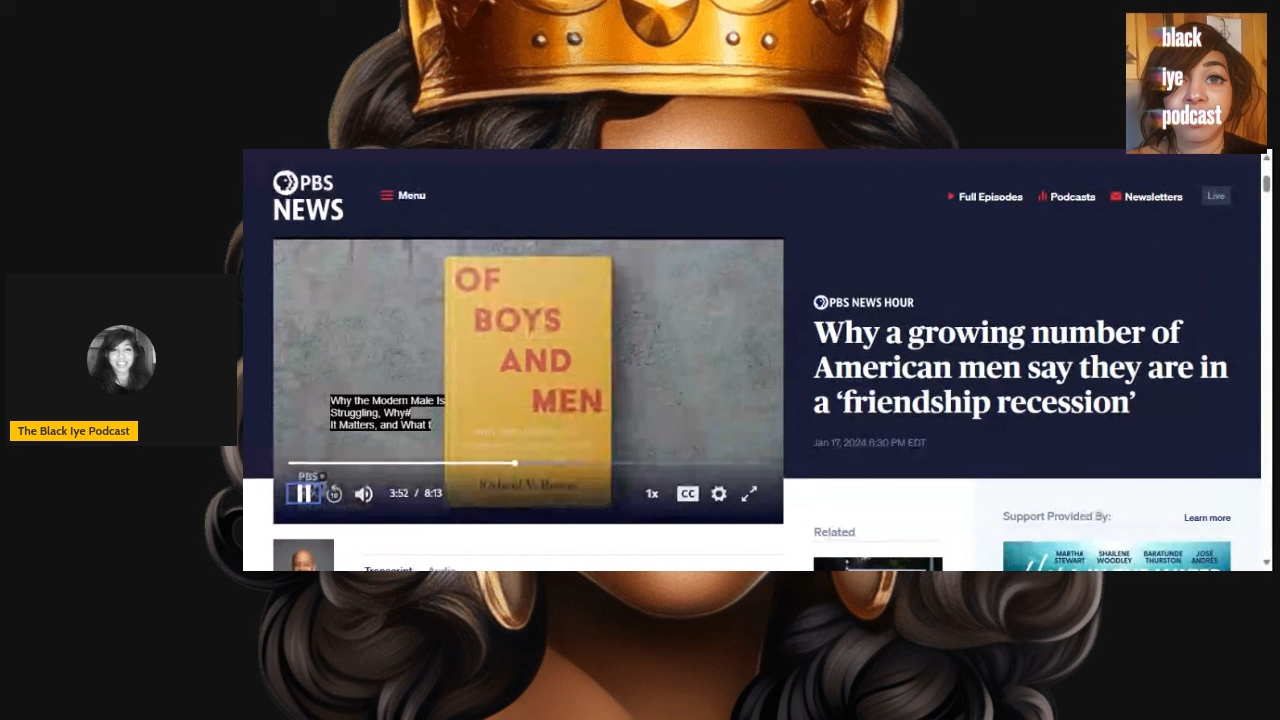 black
iye
podcast
PBS
NEWS
Menu
Full Episodes
Podcasts
Newsletters
Live
OF
BOYS
AND
MEN
Why the Modern Male Is
Struggling, Why#
It Matters, and What t
PBS
10
3:52 / 8:13
1x
CC
PBS NEWS HOUR
Why a growing number of
American men say they are in
a ‘friendship recession’
Jan 17, 2024 6:30 PM EDT
The Black Iye Podcast
Transcript
Audio
Related
Support Provided By:
Learn more
MARTHA STEWART
SHAILENE WOODLEY
BARATUNDE THURSTON
JOSÉ ANDRÉS